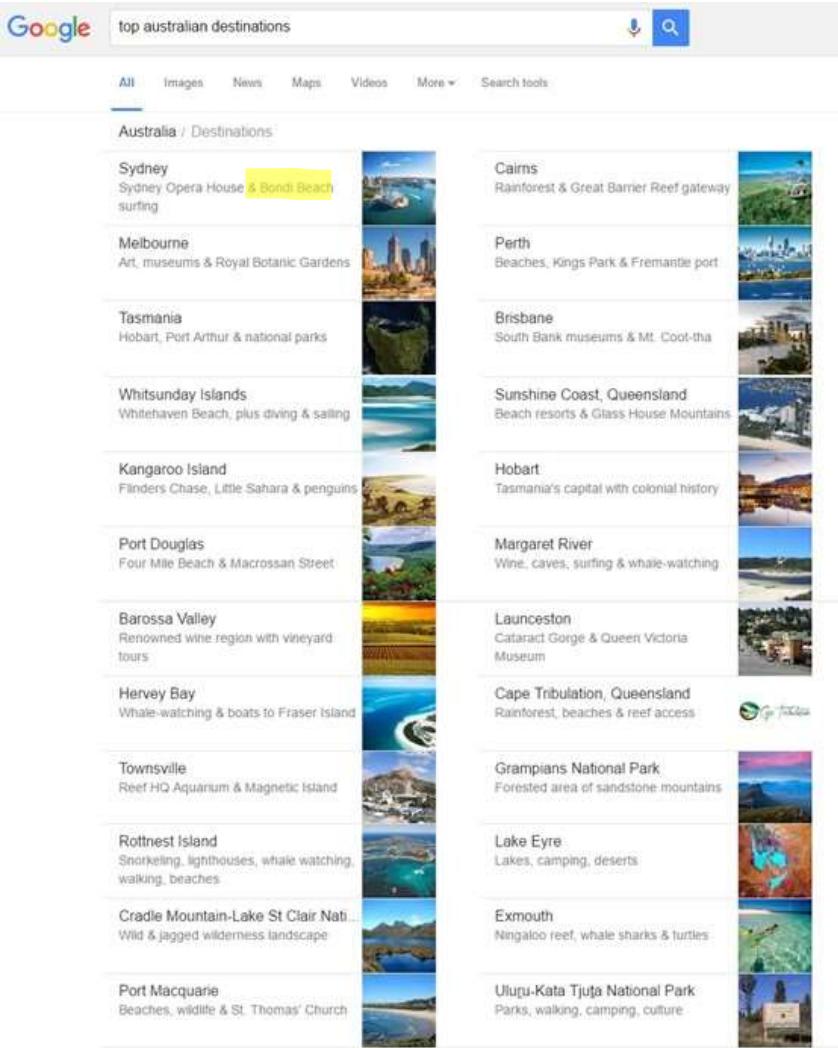 Google
top australian destinations
All Images News Maps Videos More Search tools
Australia / Destinations
Sydney
Sydney Opera House & Bondi Beach
surfing
Cairns
Rainforest & Great Barrier Reef gateway
Melbourne
Art, museums & Royal Botanic Gardens
Perth
Beaches, Kings Park & Fremantle port
Tasmania
Hobart, Port Arthur & national parks
Brisbane
South Bank museums & Mt. Coot-tha
Whitsunday Islands
Whitehaven Beach, plus diving & sailing
Sunshine Coast, Queensland
Beach resorts & Glass House Mountains
Kangaroo Island
Flinders Chase, Little Sahara & penguins
Hobart
Tasmania's capital with colonial history
Port Douglas
Four Mile Beach & Macrossan Street
Margaret River
Wine, caves, surfing & whale-watching
Barossa Valley
Renowned wine region with vineyard
tours
Launceston
Cataract Gorge & Queen Victoria
Museum
Hervey Bay
Whale-watching & boats to Fraser Island
Cape Tribulation, Queensland
Rainforest, beaches & reef access
Townsville
Reef HQ Aquarium & Magnetic Island
Grampians National Park
Forested area of sandstone mountains
Rottnest Island
Snorkeling, lighthouses, whale watching,
walking, beaches
Lake Eyre
Lakes, camping, deserts
Cradle Mountain-Lake St Clair Nati...
Wild & jagged wilderness landscape
Exmouth
Ningaloo reef, whale sharks & turtles
Port Macquarie
Beaches, wildlife & St. Thomas' Church
Uluṟu-Kata Tjuṯa National Park
Parks, walking, camping, culture